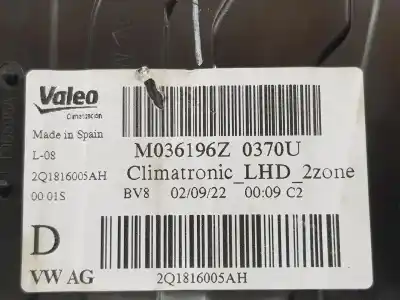 Valeo
Climatización
Made in Spain
M036196Z 0370U
L-08
Climatronic_LHD_2zone
2Q1816005AH
00 01S
BV8 02/09/22 00:09 C2
D
VW AG
2Q1816005AH